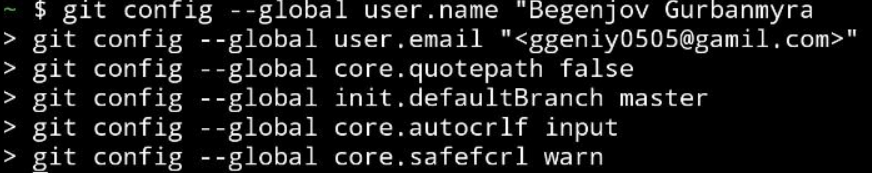 ~ $ git config --global user.name "Begenjov Gurbanmyra
> git config --global user.email "<ggeniy0505@gamil.com>"
> git config --global core.quotepath false
> git config --global init.defaultBranch master
> git config --global core.autocrlf input
> git config --global core.safefcrl warn